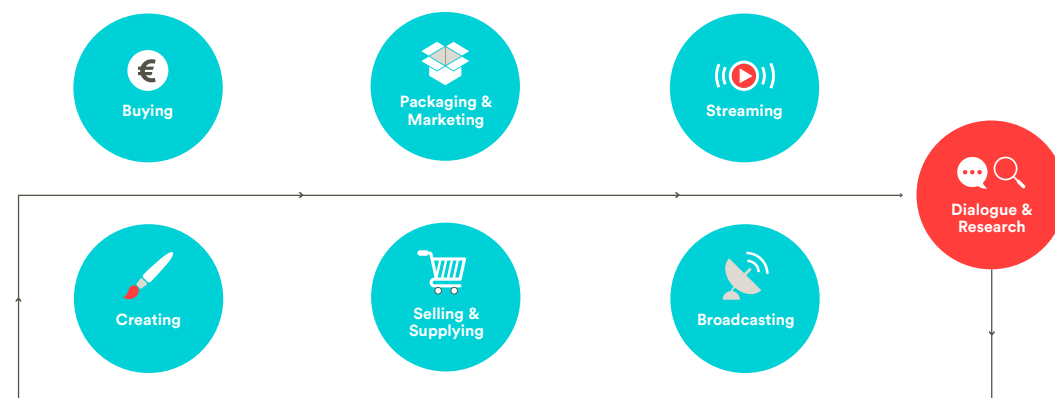 €
Buying
Packaging &
Marketing
Streaming
Dialogue &
Research
Creating
Selling &
Supplying
Broadcasting